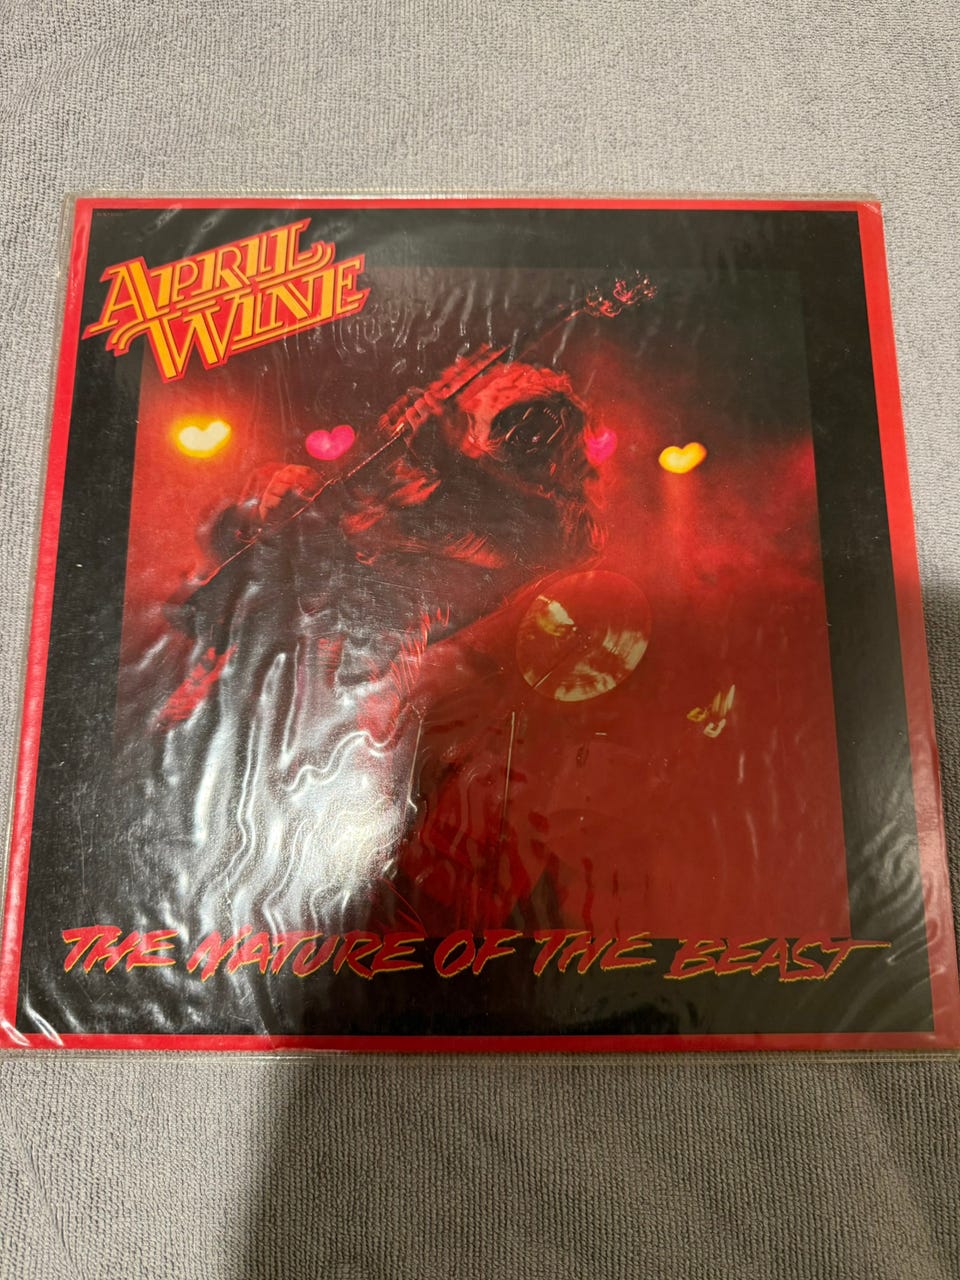 APRIL
WINE
THE NATURE OF THE BEAST